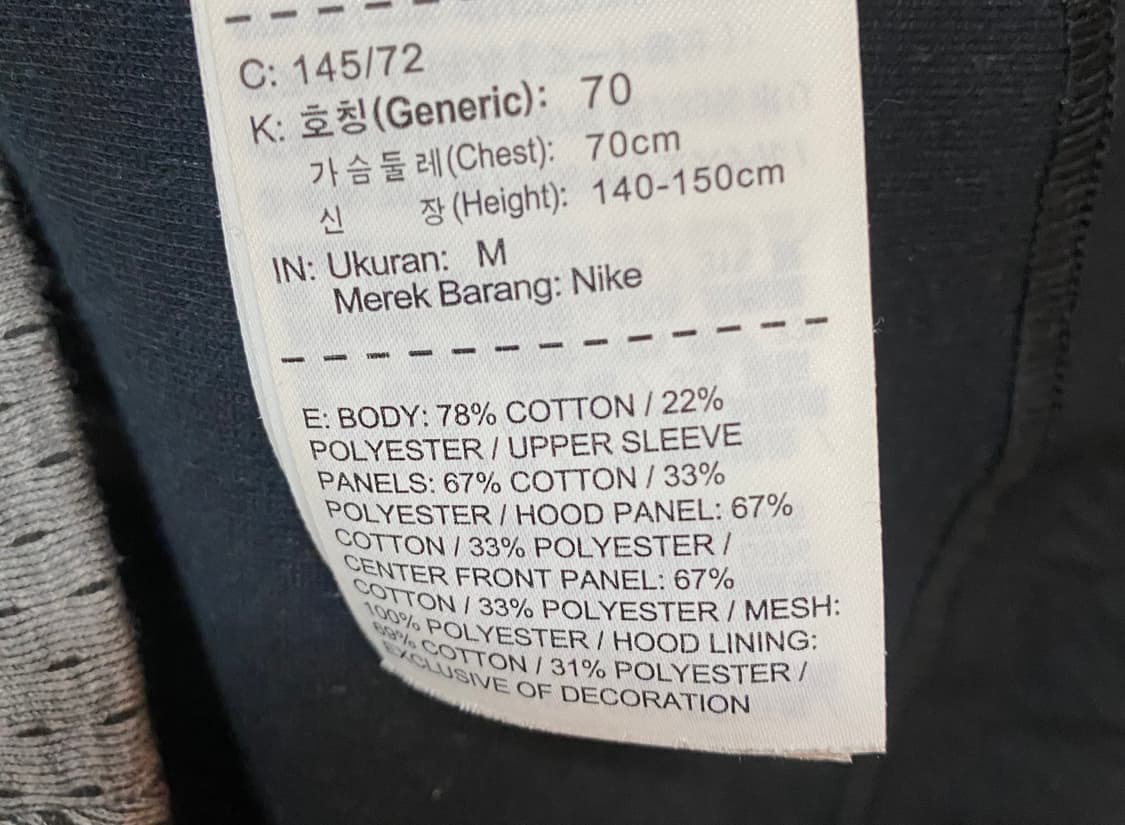 C: 145/72
K: 호칭(Generic): 70
가슴둘레(Chest): 70cm
신 장(Height): 140-150cm
IN: Ukuran: M
Merek Barang: Nike
E: BODY: 78% COTTON / 22%
POLYESTER / UPPER SLEEVE
PANELS: 67% COTTON / 33%
POLYESTER / HOOD PANEL: 67%
COTTON / 33% POLYESTER /
CENTER FRONT PANEL: 67%
COTTON / 33% POLYESTER / MESH:
100% POLYESTER / HOOD LINING:
69% COTTON / 31% POLYESTER /
EXCLUSIVE OF DECORATION